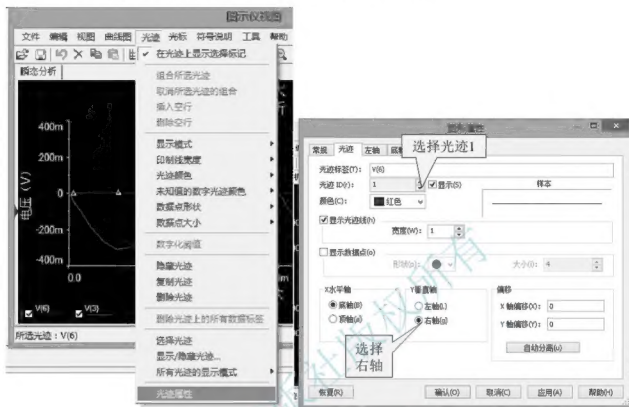 图示仪视图
文件 编辑 视图 曲线图 光迹 光标 符号说明 工具 帮助
瞬态分析
400m
200m
0
-200m
-400m
电压（V）
0.0
V(6) V(3)
所选光迹：V(6)
在光迹上显示选择标记
组合所选光迹
取消所选光迹的组合
插入空行
删除空行
显示模式
印制线宽度
光迹颜色
未知值的数字光迹颜色
数据点形状
数据点大小
数字化阈值
隐藏光迹
复制光迹
删除光迹
删除光迹上的所有数据标签
选择光迹
显示/隐藏光迹...
所有光迹的显示模式
光迹属性
图形属性
常规 光迹 左轴 底轴
选择光迹1
光迹标签(T)： V(6)
光迹 ID(r)： 1 显示(S)
颜色(C)： 红色
样本
显示光迹线(h)
宽度(W)： 1
显示数据点(o)
形状(p)： 大小(i)： 4
X水平轴 Y垂直轴 偏移
底轴(B) 左轴(L) X 轴偏移(X)： 0
顶轴(a) 右轴(g) Y 轴偏移(Y)： 0
自动分离(u)
选择
右轴
恢复(R) 确认(O) 取消(C) 应用(A) 帮助(H)
社版权所有